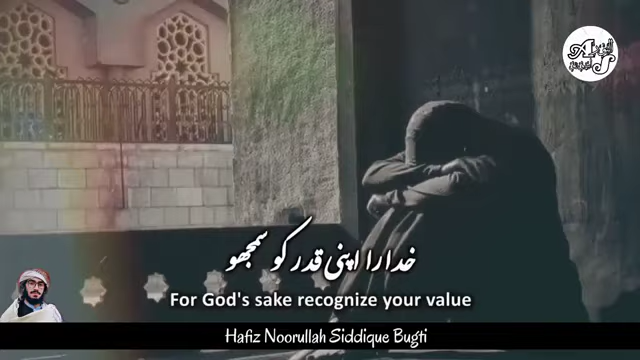 خدارا اپنی قدر کو سمجھو
For God's sake recognize your value
Hafiz Noorullah Siddique Bugti